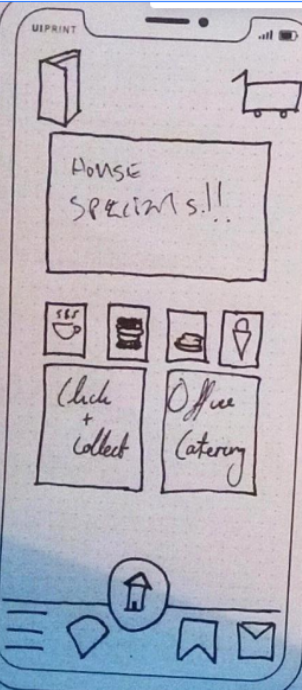 UIPRINT
House
Specials!!
Click
+
Collect
Office
Catering